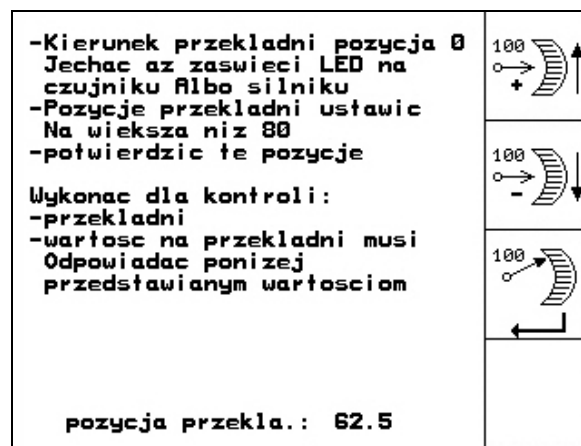 -Kierunek przekladni pozycja 0
Jechac az zaswieci LED na
czujniku Albo silniku
-Pozycje przekladni ustawic
Na wieksza niz 80
-potwierdzic te pozycje
Wykonac dla kontroli:
-przekladni
-wartosc na przekladni musi
Odpowiadac ponizej
przedstawianym wartosciom
pozycja przekla.: 62.5
100
+
100
-
100